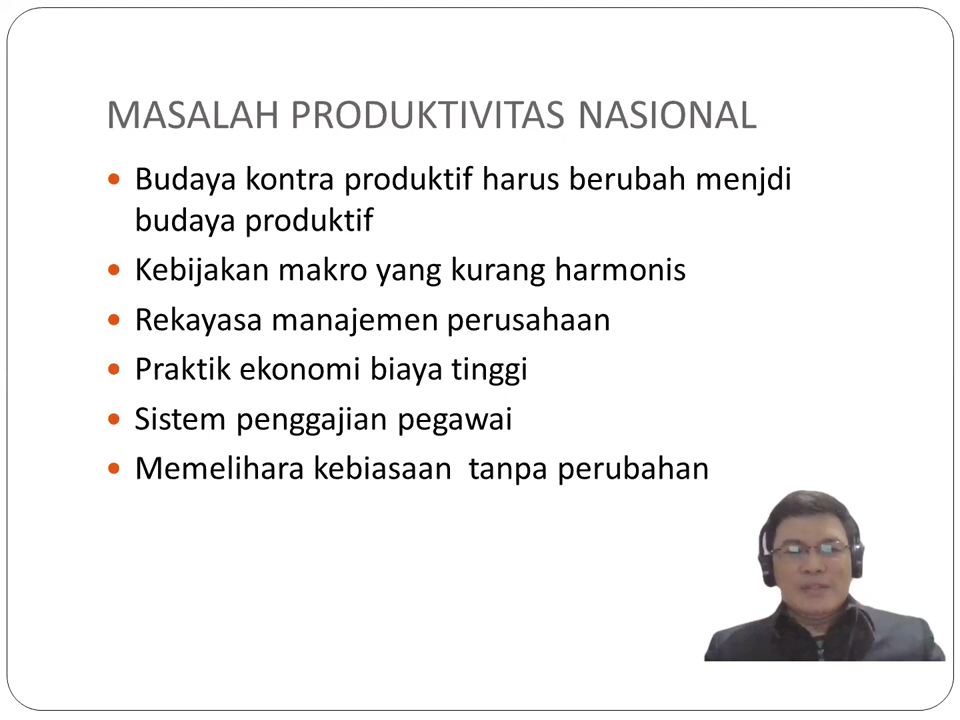 MASALAH PRODUKTIVITAS NASIONAL
Budaya kontra produktif harus berubah menjdi
budaya produktif
Kebijakan makro yang kurang harmonis
Rekayasa manajemen perusahaan
Praktik ekonomi biaya tinggi
Sistem penggajian pegawai
Memelihara kebiasaan  tanpa perubahan